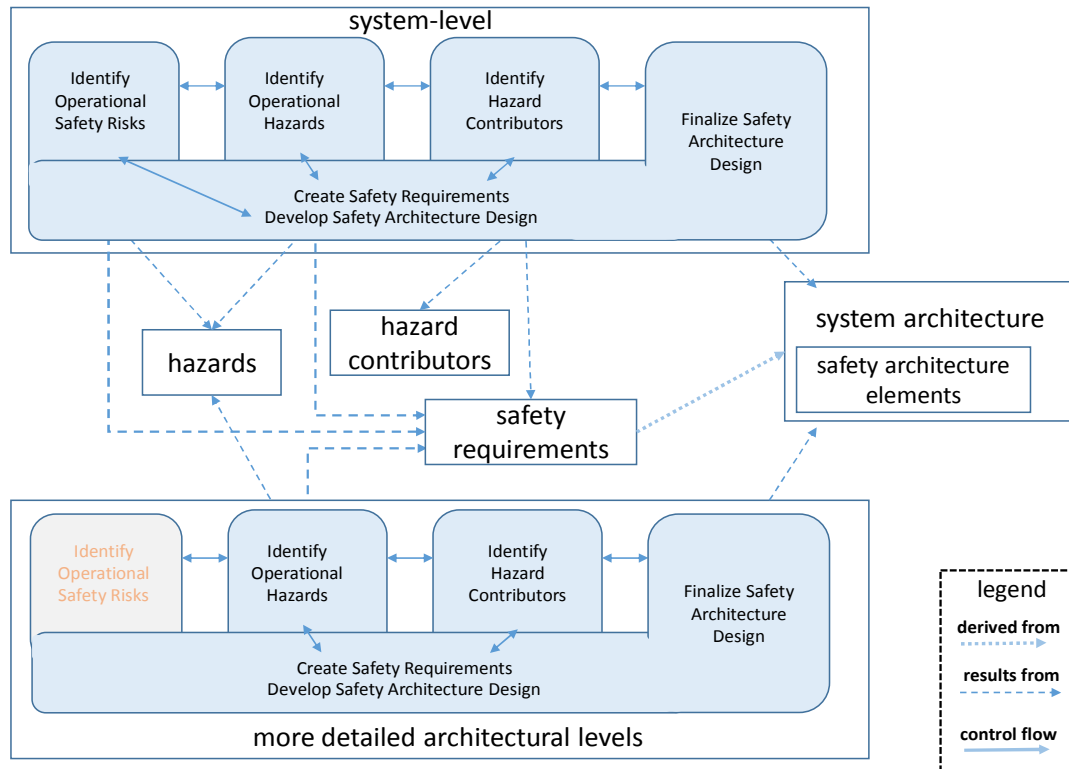 system-level
Identify
Operational
Safety Risks
Identify
Operational
Hazards
Identify
Hazard
Contributors
Finalize Safety
Architecture
Design
Create Safety Requirements
Develop Safety Architecture Design
hazards
hazard
contributors
safety
requirements
system architecture
safety architecture
elements
Identify
Operational
Safety Risks
Identify
Operational
Hazards
Identify
Hazard
Contributors
Finalize Safety
Architecture
Design
Create Safety Requirements
Develop Safety Architecture Design
more detailed architectural levels
legend
derived from
results from
control flow